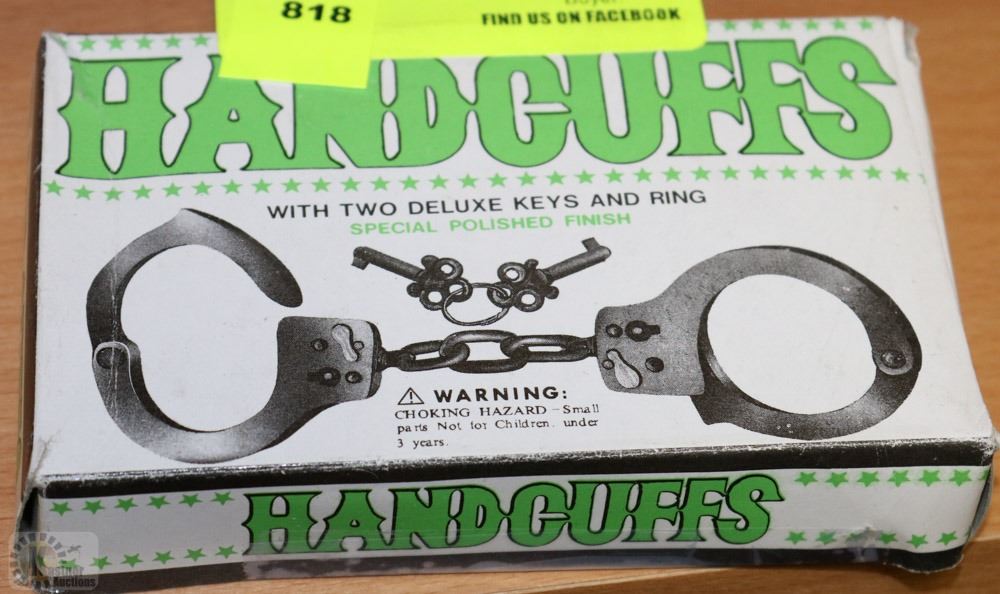 818
FIND US ON FACEBOOK
HANDCUFFS
WITH TWO DELUXE KEYS AND RING
SPECIAL POLISHED FINISH
⚠ WARNING:
CHOKING HAZARD - Small
parts Not for Children. under
3 years.
HANDCUFFS
Auctions